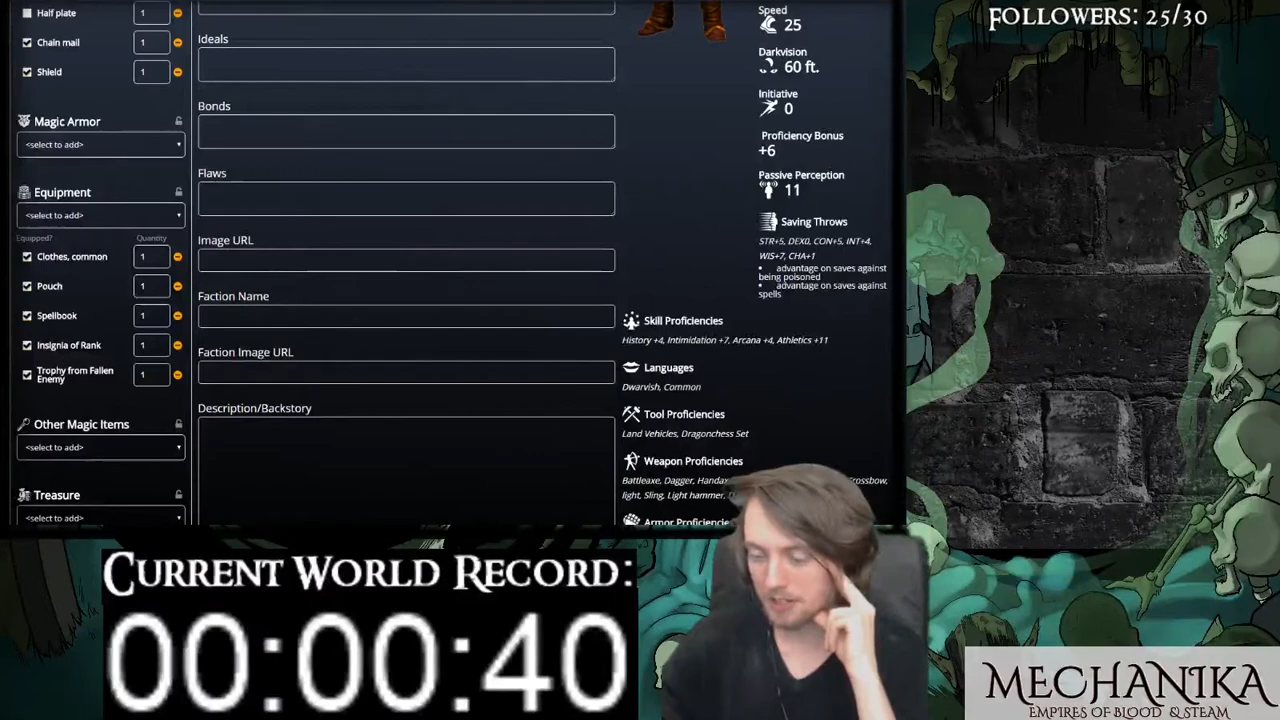 Half plate 1
Chain mail 1
Shield 1
Magic Armor
<select to add>
Equipment
<select to add>
Equipped? Quantity
Clothes, common 1
Pouch 1
Spellbook 1
Insignia of Rank 1
Trophy from Fallen
Enemy 1
Other Magic Items
<select to add>
Treasure
<select to add>
Ideals
Bonds
Flaws
Image URL
Faction Name
Faction Image URL
Description/Backstory
Speed
25
Darkvision
60 ft.
Initiative
0
Proficiency Bonus
+6
Passive Perception
11
Saving Throws
STR+5, DEX0, CON+5, INT+4,
WIS+7, CHA+1
• advantage on saves against
being poisoned
• advantage on saves against
spells
Skill Proficiencies
History +4, Intimidation +7, Arcana +4, Athletics +11
Languages
Dwarvish, Common
Tool Proficiencies
Land Vehicles, Dragonchess Set
Weapon Proficiencies
Battleaxe, Dagger, Crossbow,
light, Sling, Light hammer,
Armor
FOLLOWERS: 25/30
CURRENT WORLD RECORD:
00:00:40
MECHANIKA
EMPIRES OF BLOOD & STEAM